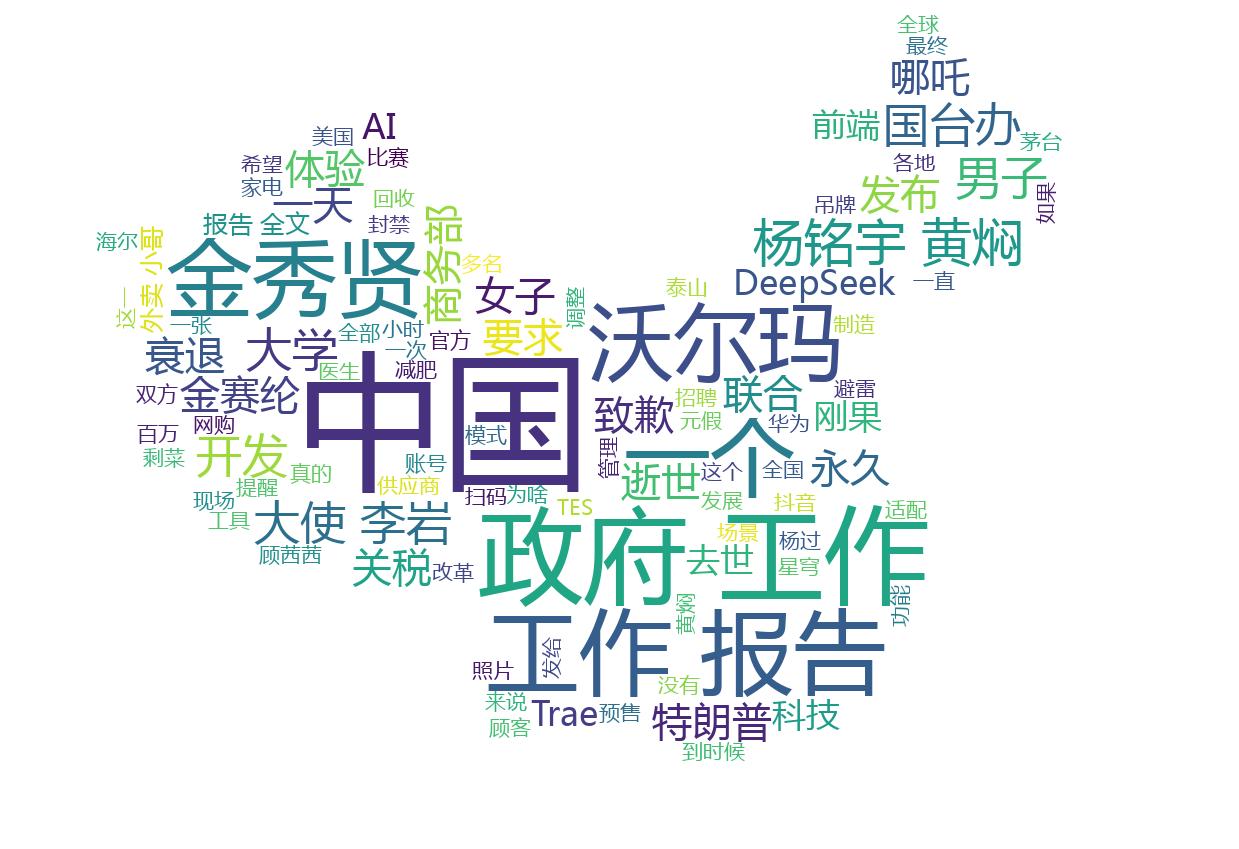 全球
最终
哪吒
前端 国台办 茅台
美国 AI
希望 体验 比赛
各地 男子
家电 一天 回收
吊牌 发布 如果
报告 全文 封禁 商务部
海尔 外卖 小哥 金秀贤 多名
杨铭宇 黄焖
女子 调整 泰山 DeepSeek 一直
这一 一张 全部 小时 官方 要求 沃尔玛 制造
衰退 大学 一次
医生 减肥
双方 金赛纶 中国 致歉 招聘 联合 避雷
网购 元假 华为 刚果
百万 模式 一个
剩菜 开发 真的 账号 管理 逝世 这个 全国 永久
提醒 供应商
现场 扫码 为啥 发展 抖音
工具 大使 李岩 TES 政府 工作 适配
场景 杨过
顾茜茜 关税 改革 去世 星穹
黄焖 功能
工作 报告
照片 发给
来说 没有
顾客 Trae 预售 特朗普 科技
到时候